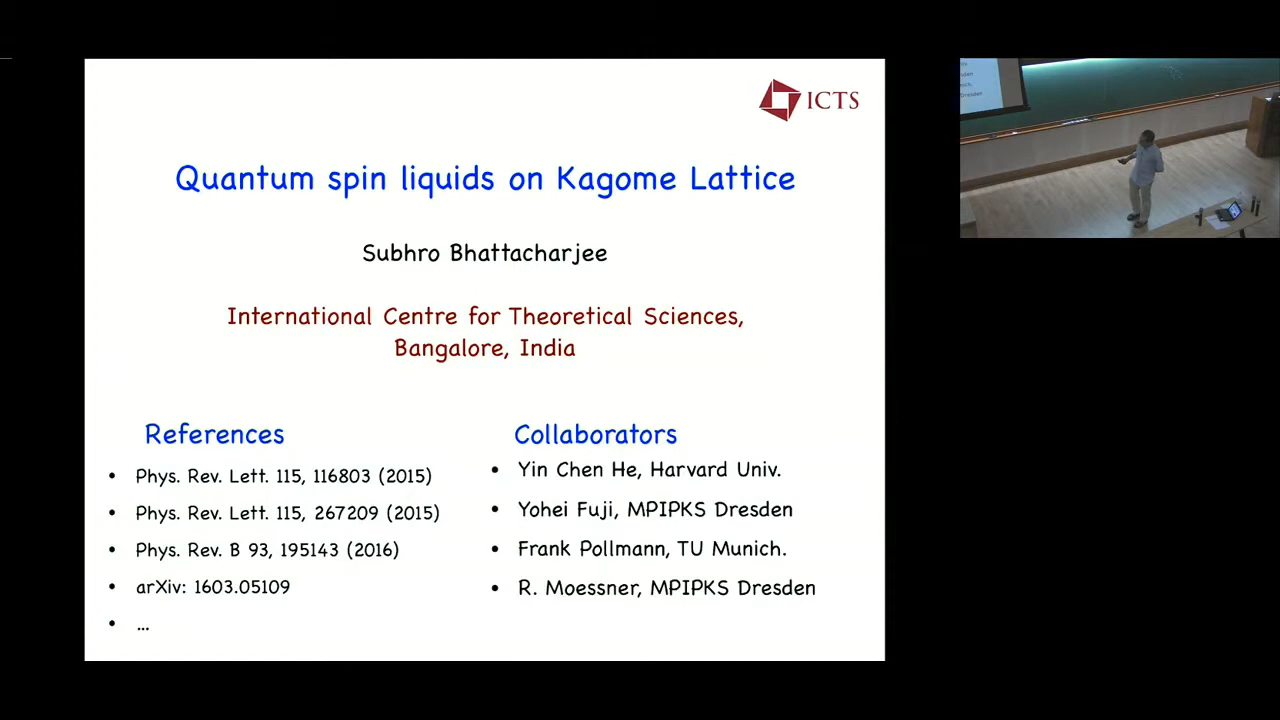 ICTS
Quantum spin liquids on Kagome Lattice
Subhro Bhattacharjee
International Centre for Theoretical Sciences,
Bangalore, India
References
• Phys. Rev. Lett. 115, 116803 (2015)
• Phys. Rev. Lett. 115, 267209 (2015)
• Phys. Rev. B 93, 195143 (2016)
• arXiv: 1603.05109
• ...
Collaborators
• Yin Chen He, Harvard Univ.
• Yohei Fuji, MPIPKS Dresden
• Frank Pollmann, TU Munich.
• R. Moessner, MPIPKS Dresden